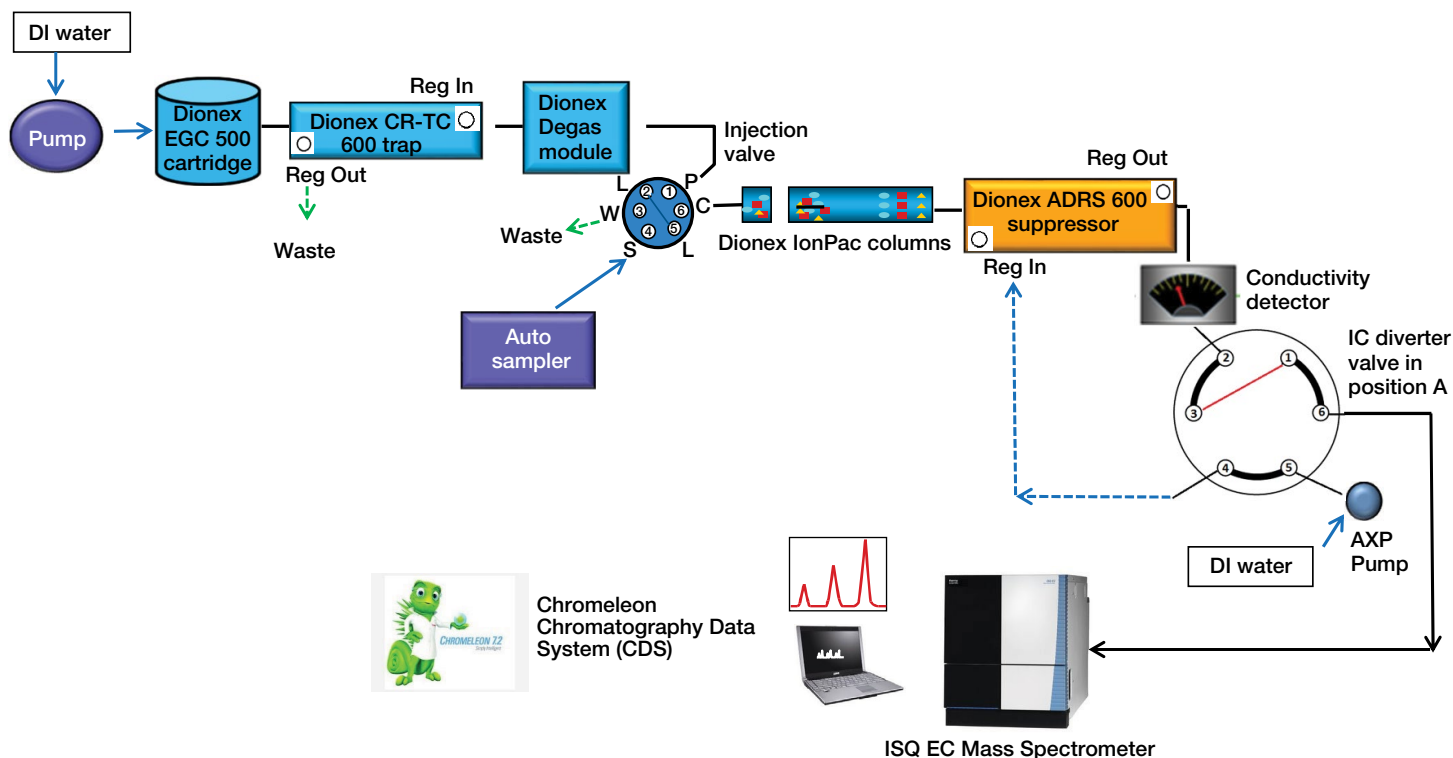 DI water
Pump
Dionex
EGC 500
cartridge
Reg In
Dionex CR-TC
600 trap
Reg Out
Waste
Dionex
Degas
module
Injection
valve
L
P
W
C
S
L
2
1
3
6
4
5
Waste
Auto
sampler
Dionex IonPac columns
Reg Out
Dionex ADRS 600
suppressor
Reg In
Conductivity
detector
IC diverter
valve in
position A
2
1
3
6
4
5
DI water
AXP
Pump
CHROMELEON 7.2
Chromeleon
Chromatography Data
System (CDS)
ISQ EC Mass Spectrometer